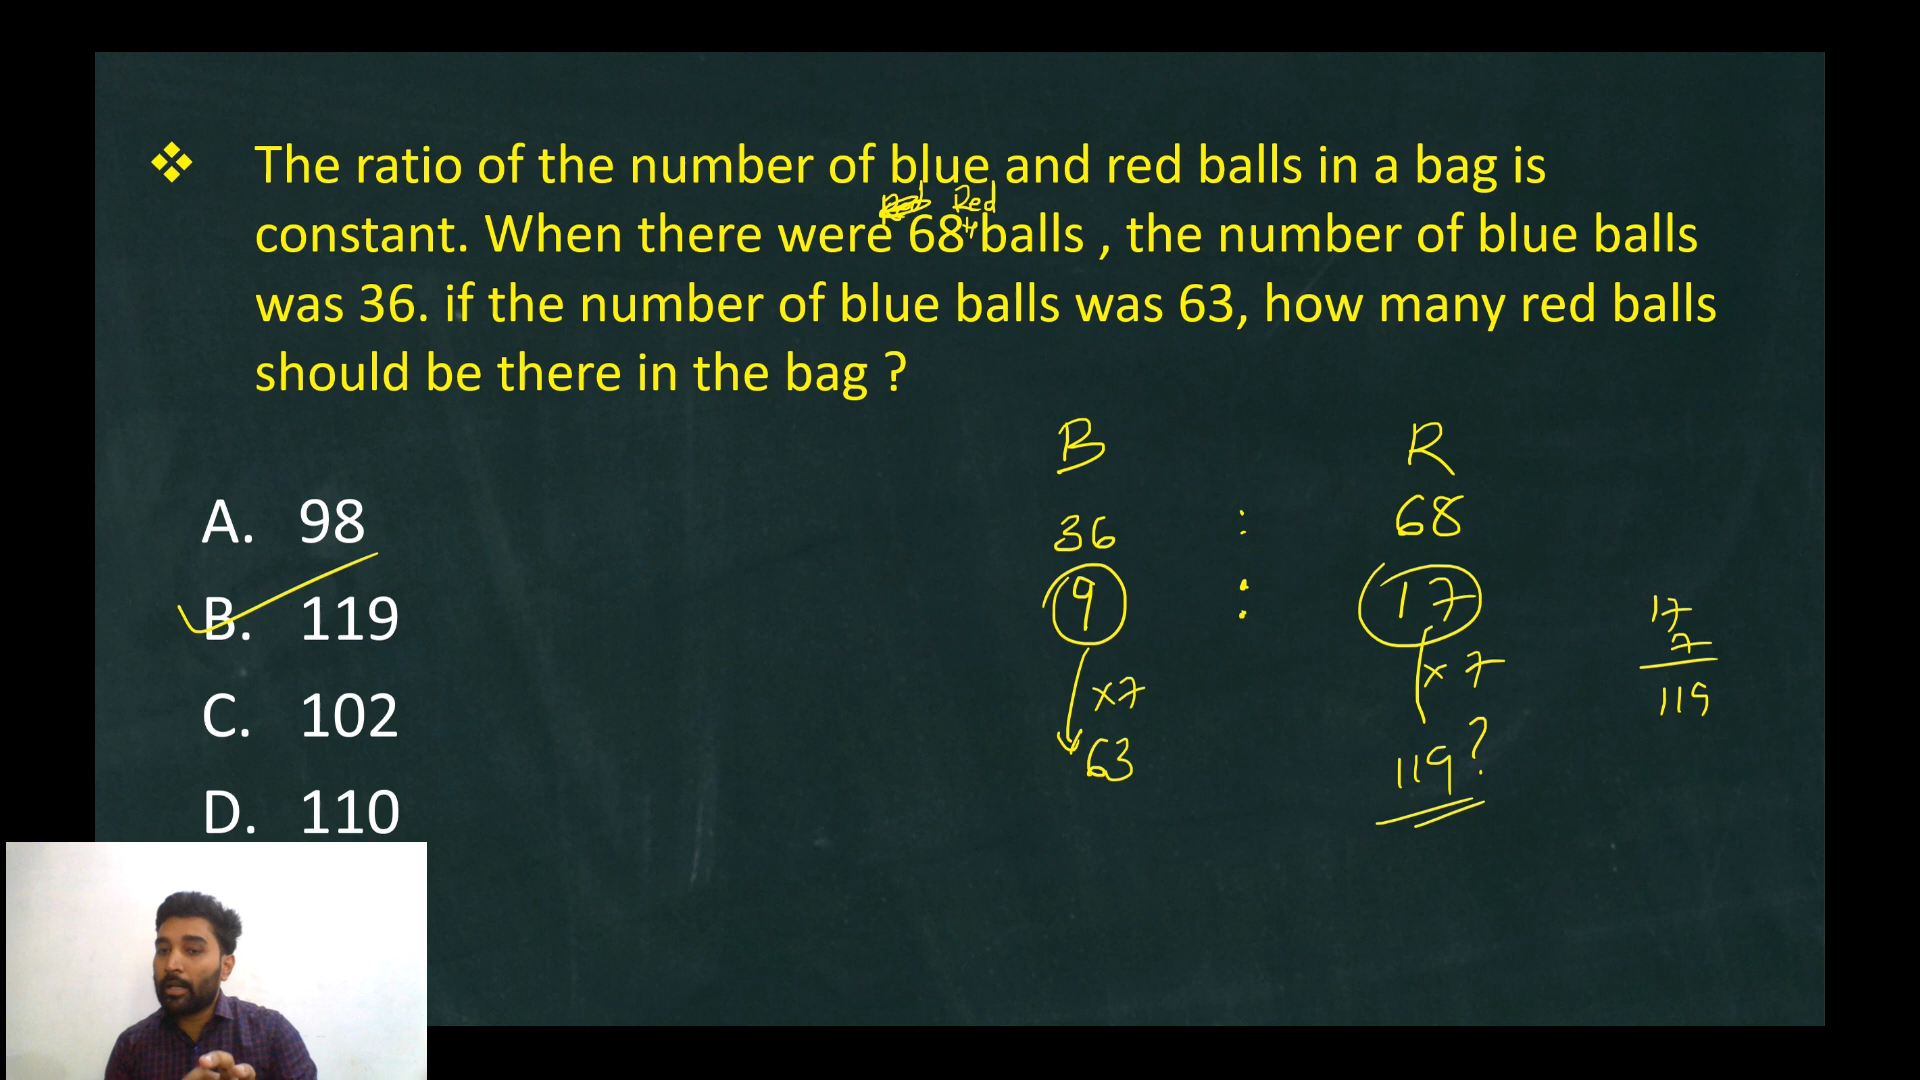 ❖ The ratio of the number of blue and red balls in a bag is
Red
constant. When there were 68 balls , the number of blue balls
was 36. if the number of blue balls was 63, how many red balls
should be there in the bag ?
A. 98
B. 119
C. 102
D. 110
B R
36 : 68
9 : 17
×7 ×7
63 119?
17
7
119